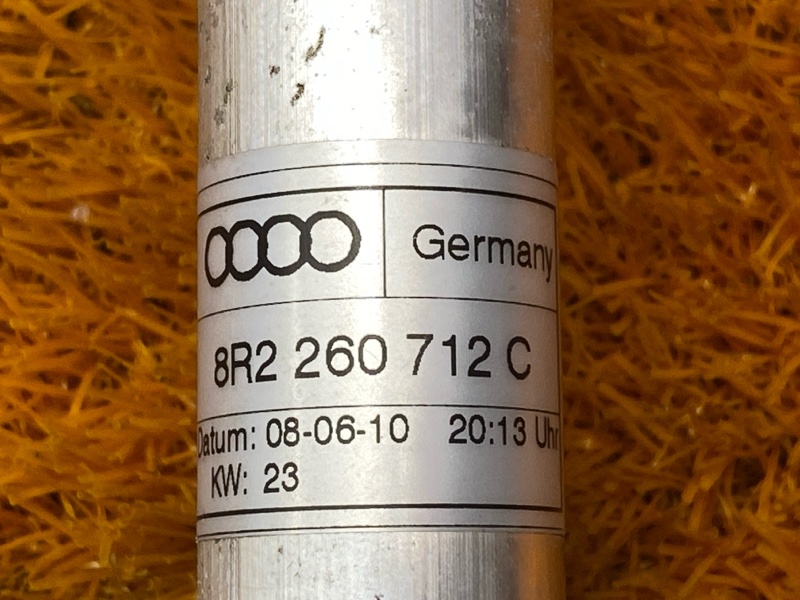 Germany
8R2 260 712 C
Datum: 08-06-10 20:13 Uhr
KW: 23